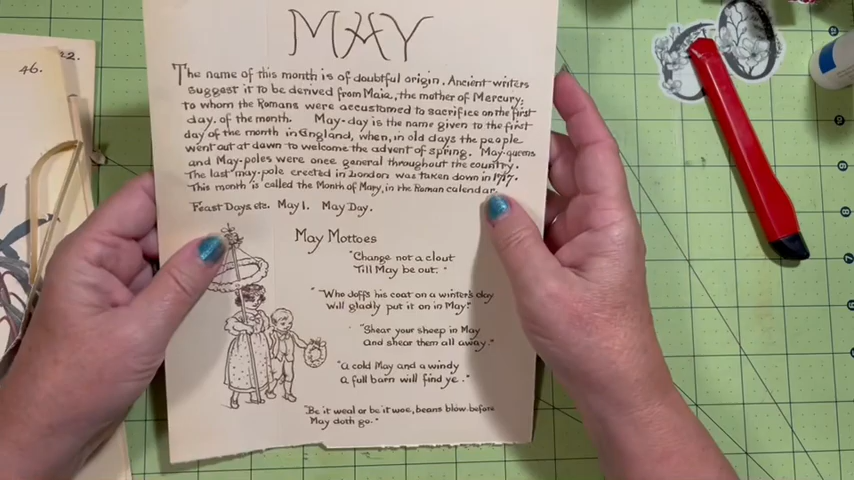 46.
22.
MAY
The name of this month is of doubtful origin. Ancient writers
suggest it to be derived from Maia, the mother of Mercury;
to whom the Romans were accustomed to sacrifice on the first
day of the month. May-day is the name given to the first
day of the month in England, when, in old days the people
went out at dawn to welcome the advent of spring. May-queens
and May-poles were once general throughout the country.
The last may-pole erected in London was taken down in 1717.
This month is called the Month of Mary, in the Roman calendar.
Feast Days etc. May 1. May Day.
May Mottoes
"Change not a clout
Till May be out."
"Who doffs his coat on a winter's day
Will gladly put it on in May."
"Shear your sheep in May
And shear them all away."
"a cold May and a windy
A full barn will find ye."
"Be it weal or be it woe, beans blow before
May doth go."